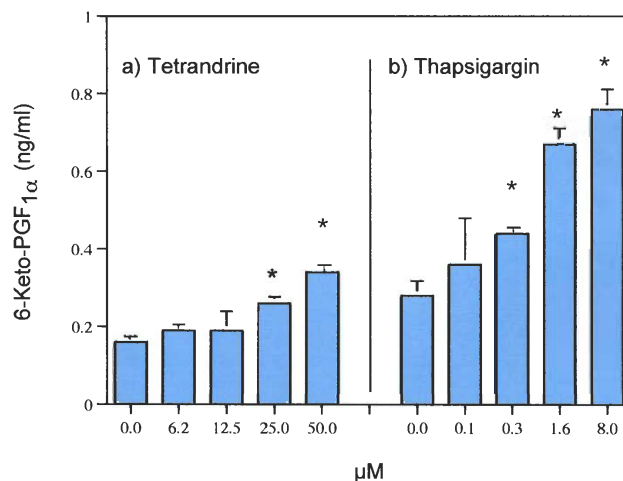 1
a) Tetrandrine
b) Thapsigargin
*
*
0.8
*
0.6
*
*
0.4
0.2
0
6-Keto-PGF1α (ng/ml)
0.0 6.2 12.5 25.0 50.0 0.0 0.1 0.3 1.6 8.0
µM